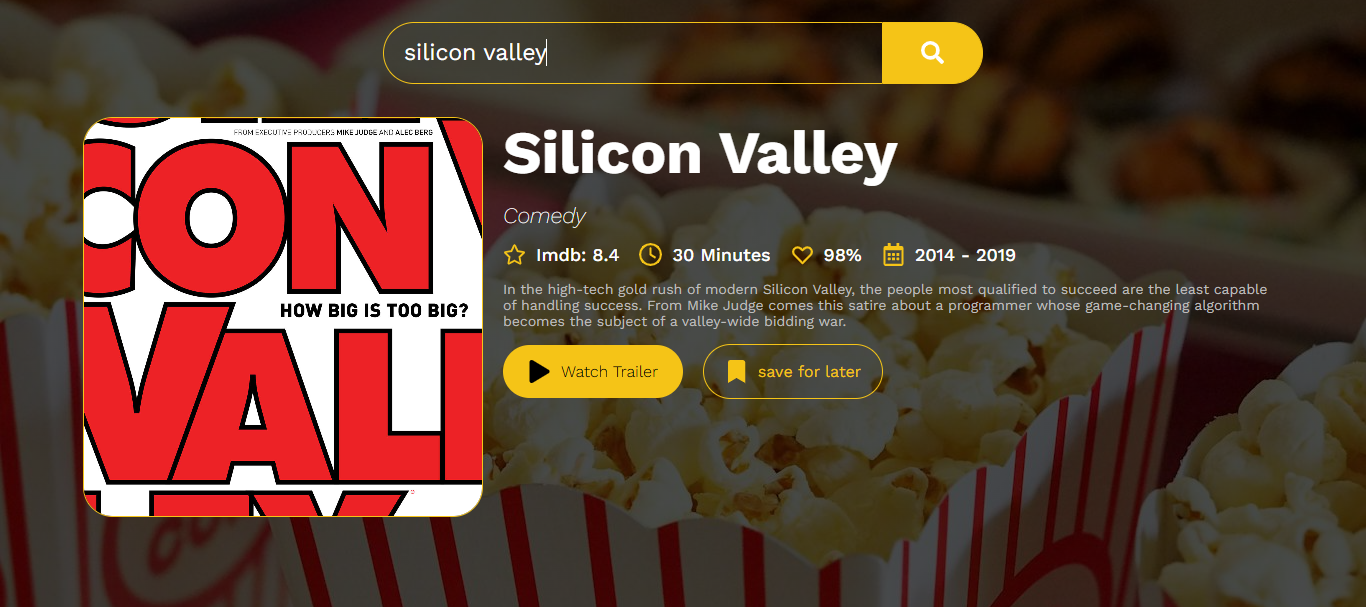 silicon valley
FROM EXECUTIVE PRODUCERS MIKE JUDGE AND ALEC BERG
CON
HOW BIG IS TOO BIG?
VALL
Silicon Valley
Comedy
Imdb: 8.4 30 Minutes 98% 2014 - 2019
In the high-tech gold rush of modern Silicon Valley, the people most qualified to succeed are the least capable
of handling success. From Mike Judge comes this satire about a programmer whose game-changing algorithm
becomes the subject of a valley-wide bidding war.
Watch Trailer save for later